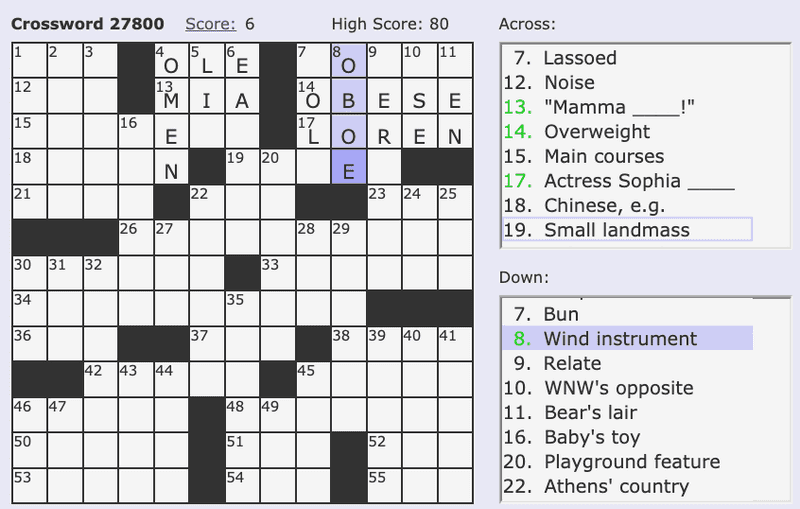 Crossword 27800 Score: 6 High Score: 80
1 2 3 4 5 6 7 8 9 10 11
O L E O
12 13 14
M I A O B E S E
15 16 17
E L O R E N
18 19 20
N E
21 22 23 24 25
26 27 28 29
30 31 32 33
34 35
36 37 38 39 40 41
42 43 44 45
46 47 48 49
50 51 52
53 54 55
Across:
7. Lassoed
12. Noise
13. "Mamma ____!"
14. Overweight
15. Main courses
17. Actress Sophia ____
18. Chinese, e.g.
19. Small landmass
Down:
7. Bun
8. Wind instrument
9. Relate
10. WNW's opposite
11. Bear's lair
16. Baby's toy
20. Playground feature
22. Athens' country